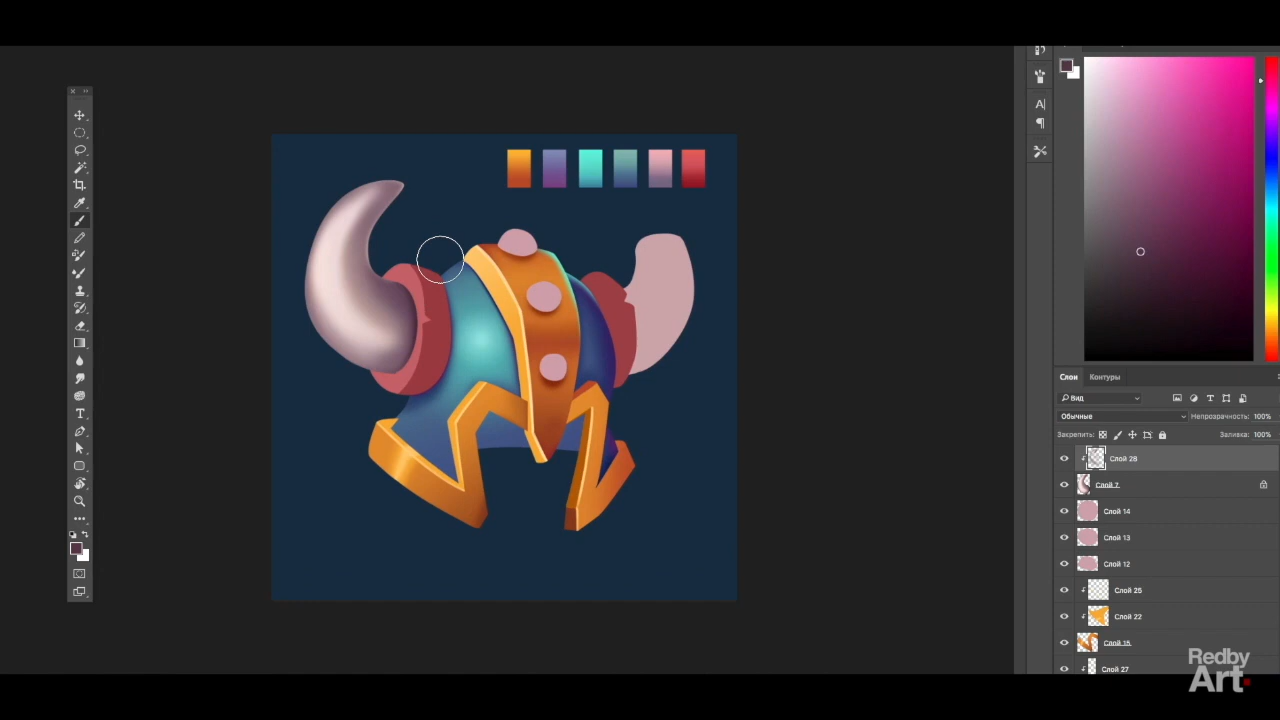 Слои Контуры
Вид
Обычные Непрозрачность: 100%
Закрепить: Заливка: 100%
Слой 28
Слой 7
Слой 14
Слой 13
Слой 12
Слой 25
Слой 22
Слой 15
Слой 27
Redby
Art